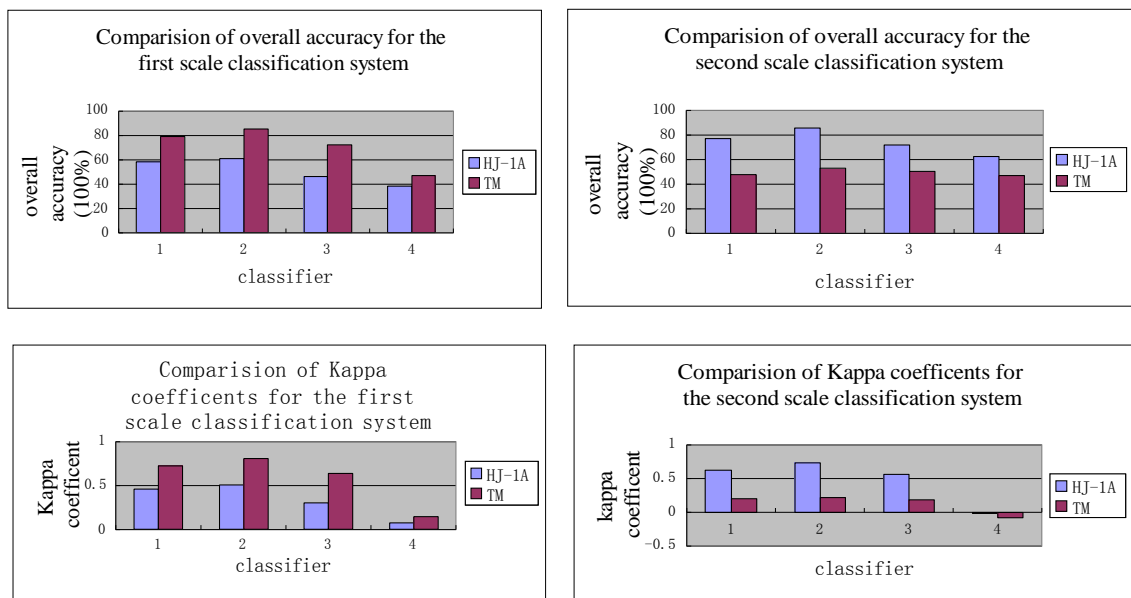 Comparision of overall accuracy for the
first scale classification system
100
80
60
40
20
0
overall
accuracy
(100%)
1 2 3 4
classifier
HJ-1A
TM
Comparision of overall accuracy for the
second scale classification system
100
80
60
40
20
0
overall
accuracy
(100%)
1 2 3 4
classifier
HJ-1A
TM
Comparision of Kappa
coefficents for the first
scale classification system
1
0.5
0
Kappa
coefficent
1 2 3 4
classifier
HJ-1A
TM
Comparision of Kappa coefficents for
the second scale classification system
1
0.5
0
-0.5
kappa
coefficent
1 2 3 4
classifier
HJ-1A
TM